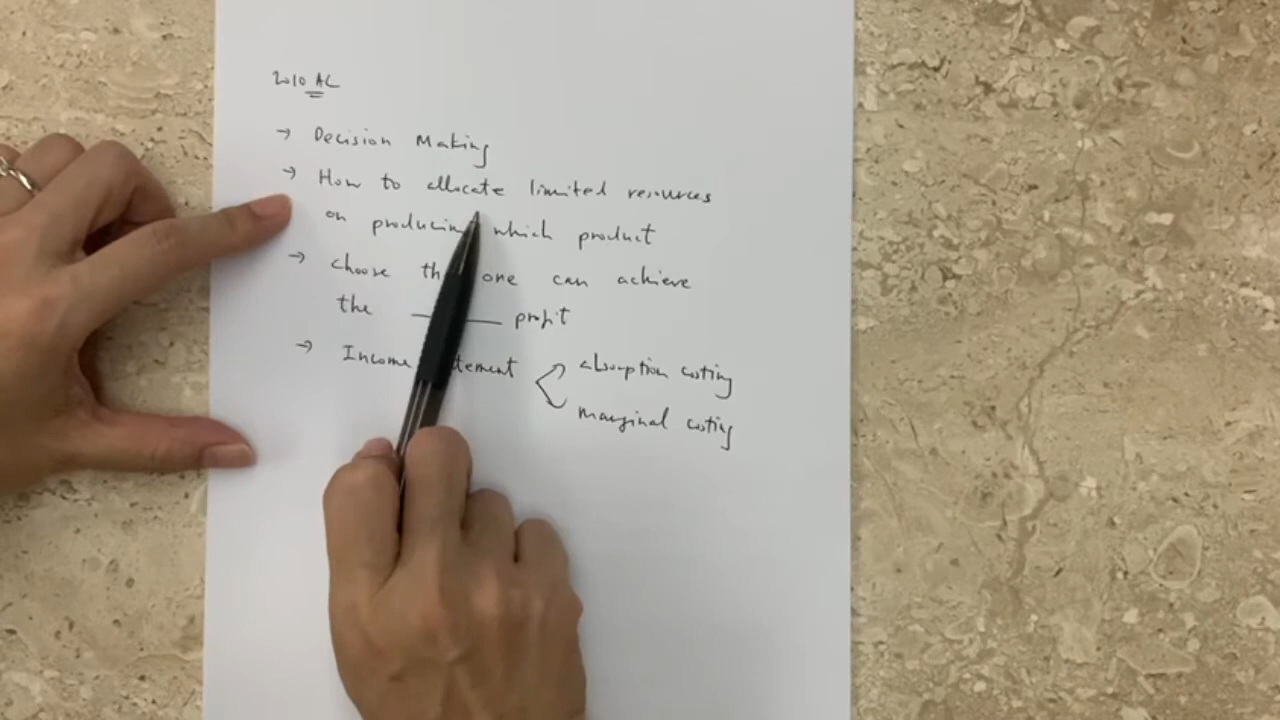 2010 AL
→ Decision Making
→ How to allocate limited resources
on producing which product
→ choose the one can achieve
the ______ profit
→ Income
absorption costing
marginal costing